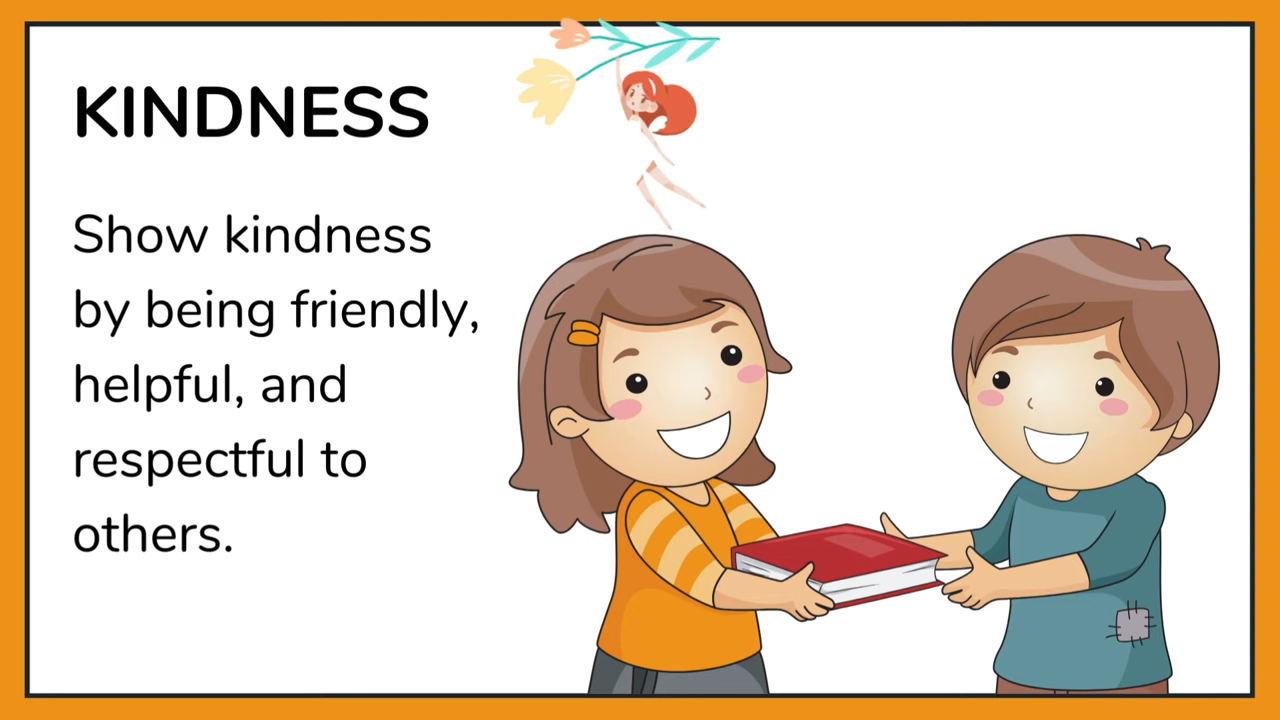 KINDNESS
Show kindness
by being friendly,
helpful, and
respectful to
others.